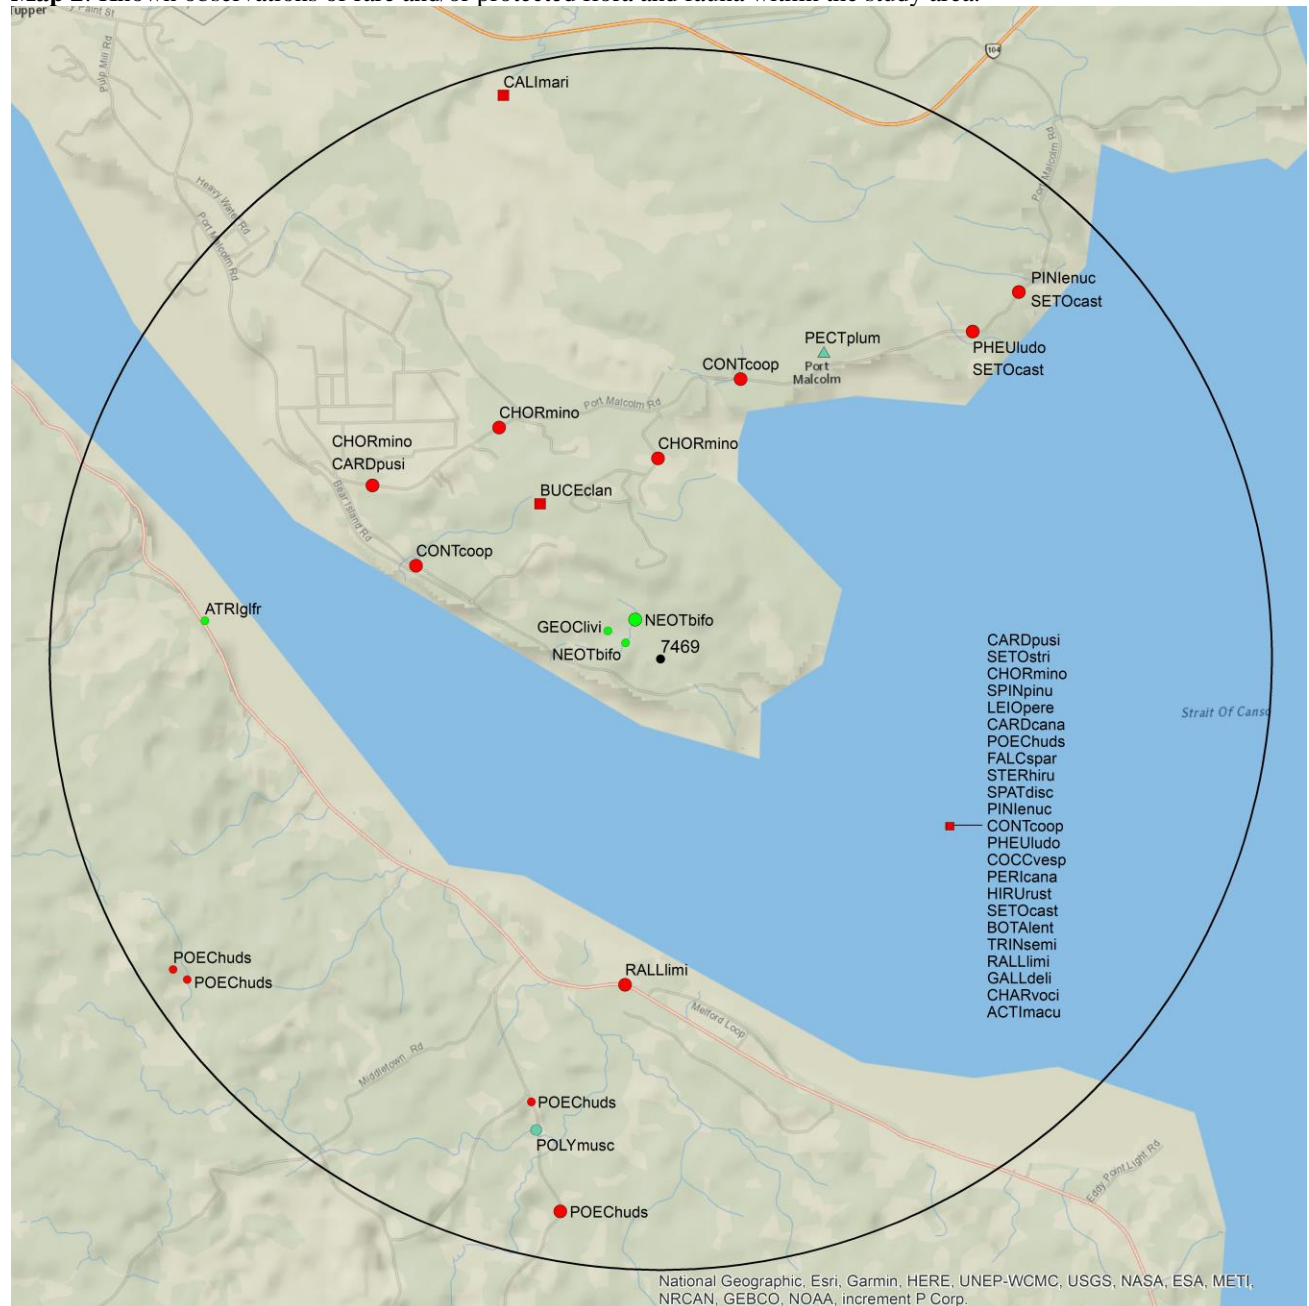 Map 2: Known observations of rare and/or protected flora and fauna within the study area.
Tupper
Paint St
Pulp Mill Rd
104
CALImari
Port Malcolm Rd
Heavy Water Rd
Port Malcolm Rd
PINIenuc
SETOcast
PECTplum
PHEUludo
SETOcast
CONTcoop
Port
Malcolm
Port Malcolm Rd
CHORmino
CHORmino
CARDpusi
CHORmino
BUCEclan
Bear Island Rd
CONTcoop
ATRIglfr
GEOClivi
NEOTbifo
NEOTbifo
7469
CARDpusi
SETOstri
CHORmino
SPINpinu
LEIOpere
CARDcana
POEChuds
FALCspar
STERhiru
SPATdisc
PINIenuc
CONTcoop
PHEUludo
COCCvesp
PERIcana
HIRUrust
SETOcast
BOTAlent
TRINsemi
RALLlimi
GALLdeli
CHARvoci
ACTImacu
Strait Of Canso
POEChuds
POEChuds
RALLlimi
Melford Loop
Middletown Rd
POEChuds
POLYmusc
Eddy Point Light Rd
POEChuds
National Geographic, Esri, Garmin, HERE, UNEP-WCMC, USGS, NASA, ESA, METI,
NRCAN, GEBCO, NOAA, increment P Corp.